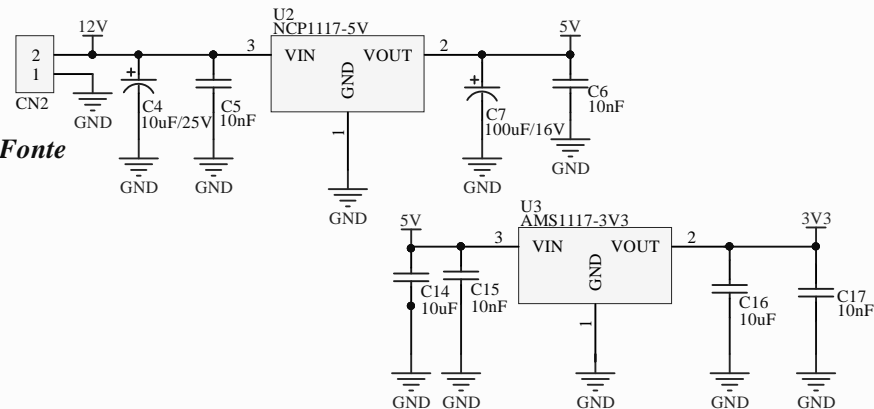 12V
U2
NCP1117-5V
5V
2
1
CN2
GND
3
VIN
VOUT
GND
2
1
C4
10uF/25V
C5
10nF
C7
100uF/16V
C6
10nF
Fonte
GND
GND
GND
GND
GND
5V
U3
AMS1117-3V3
3V3
3
VIN
VOUT
GND
2
1
C14
10uF
C15
10nF
C16
10uF
C17
10nF
GND
GND
GND
GND
GND